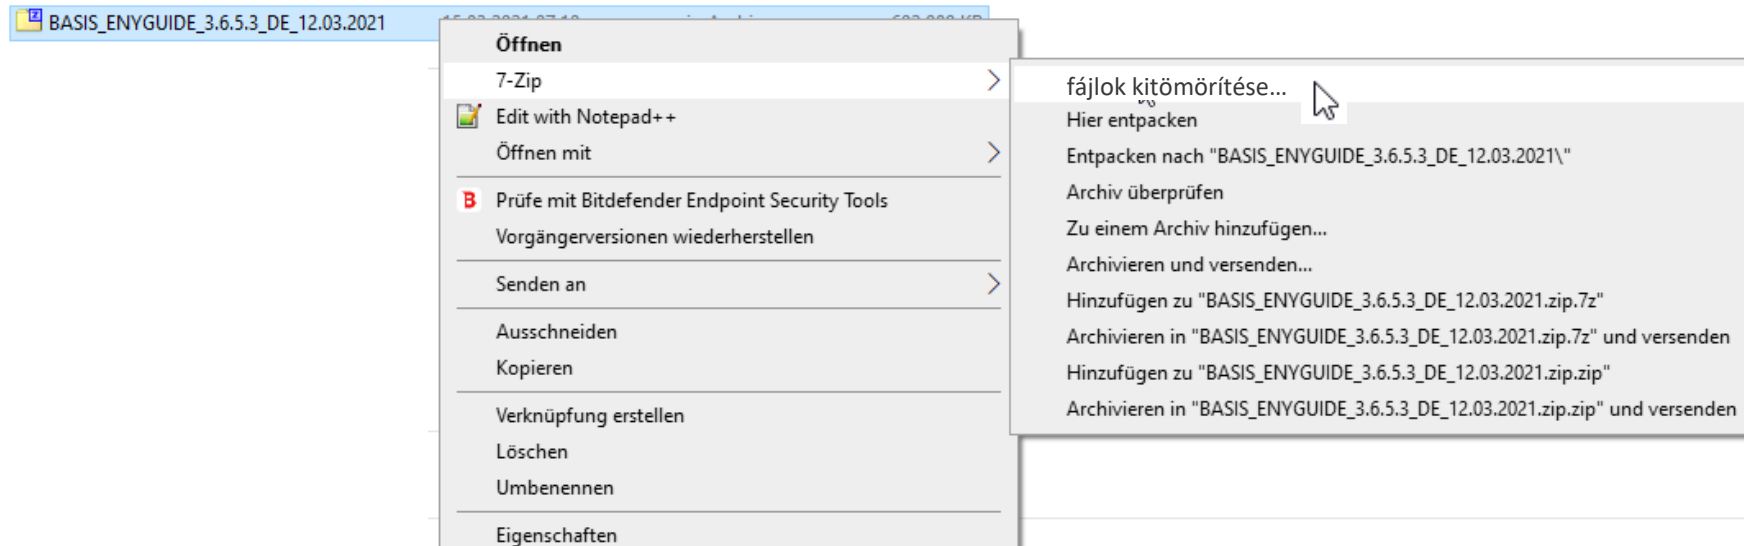 BASIS_ENYGUIDE_3.6.5.3_DE_12.03.2021
Öffnen
7-Zip
Edit with Notepad++
Öffnen mit
Prüfe mit Bitdefender Endpoint Security Tools
Vorgängerversionen wiederherstellen
Senden an
Ausschneiden
Kopieren
Verknüpfung erstellen
Löschen
Umbenennen
Eigenschaften
fájlok kitömörítése...
Hier entpacken
Entpacken nach "BASIS_ENYGUIDE_3.6.5.3_DE_12.03.2021\"
Archiv überprüfen
Zu einem Archiv hinzufügen...
Archivieren und versenden...
Hinzufügen zu "BASIS_ENYGUIDE_3.6.5.3_DE_12.03.2021.zip.7z"
Archivieren in "BASIS_ENYGUIDE_3.6.5.3_DE_12.03.2021.zip.7z" und versenden
Hinzufügen zu "BASIS_ENYGUIDE_3.6.5.3_DE_12.03.2021.zip.zip"
Archivieren in "BASIS_ENYGUIDE_3.6.5.3_DE_12.03.2021.zip.zip" und versenden